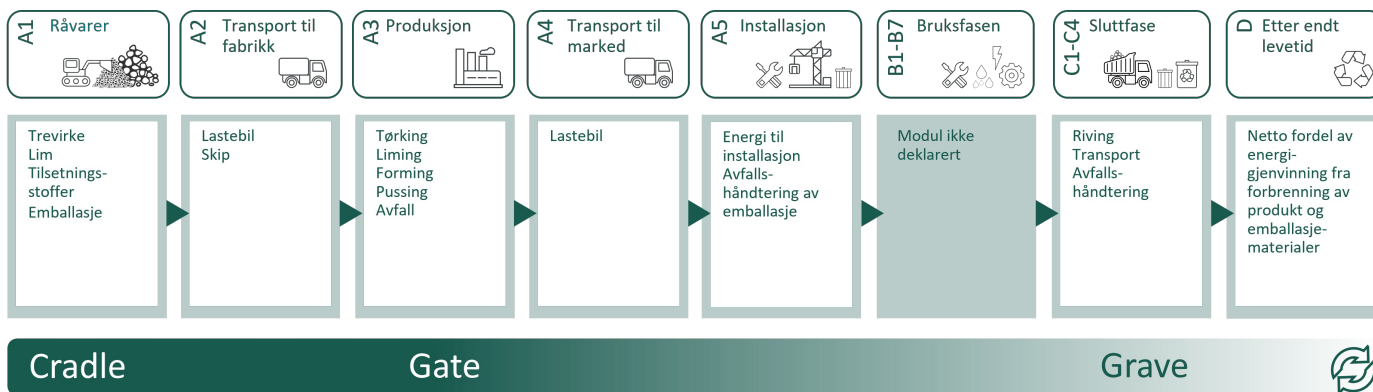 A1
Råvarer
A2
Transport til
fabrikk
A3
Produksjon
A4
Transport til
marked
A5
Installasjon
B1-B7
Bruksfasen
C1-C4
Sluttfase
D
Etter endt
levetid
Trevirke
Lim
Tilsetnings-
stoffer
Emballasje
Lastebil
Skip
Tørking
Liming
Forming
Pussing
Avfall
Lastebil
Energi til
installasjon
Avfalls-
håndtering av
emballasje
Modul ikke
deklarert
Riving
Transport
Avfalls-
håndtering
Netto fordel av
energi-
gjenvinning fra
forbrenning av
produkt og
emballasje-
materialer
Cradle
Gate
Grave